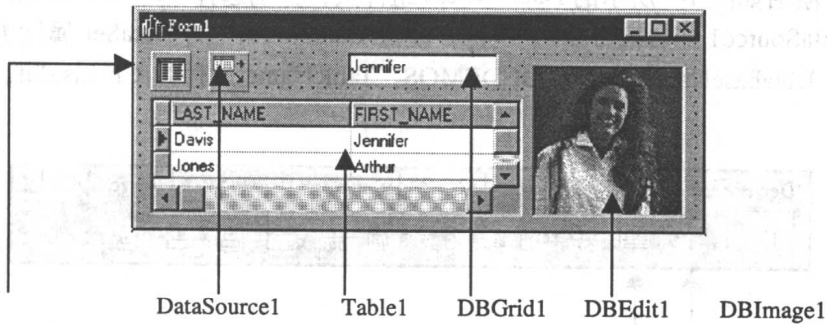 Form1
Jennifer
LAST_NAME FIRST_NAME
Davis Jennifer
Jones Arthur
DataSource1 Table1 DBGrid1 DBEdit1 DBImage1